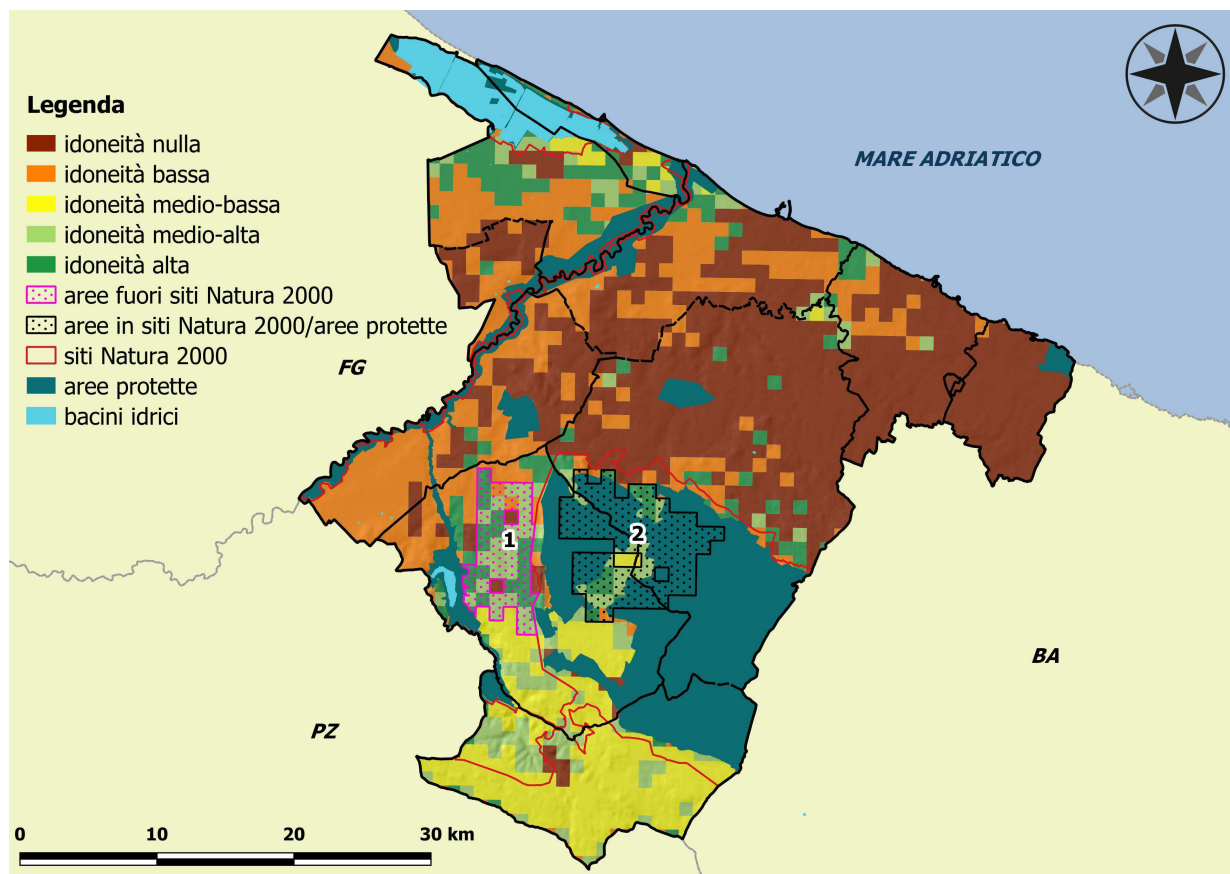 Legenda
idoneità nulla
idoneità bassa
idoneità medio-bassa
idoneità medio-alta
idoneità alta
aree fuori siti Natura 2000
aree in siti Natura 2000/aree protette
siti Natura 2000
aree protette
bacini idrici
MARE ADRIATICO
FG
1
2
BA
PZ
0 10 20 30 km